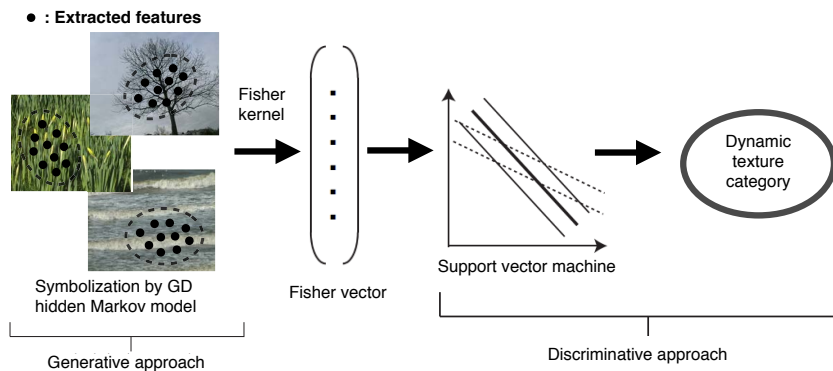 ● : Extracted features
Fisher
kernel
Dynamic
texture
category
Symbolization by GD
hidden Markov model
Fisher vector
Support vector machine
Generative approach
Discriminative approach